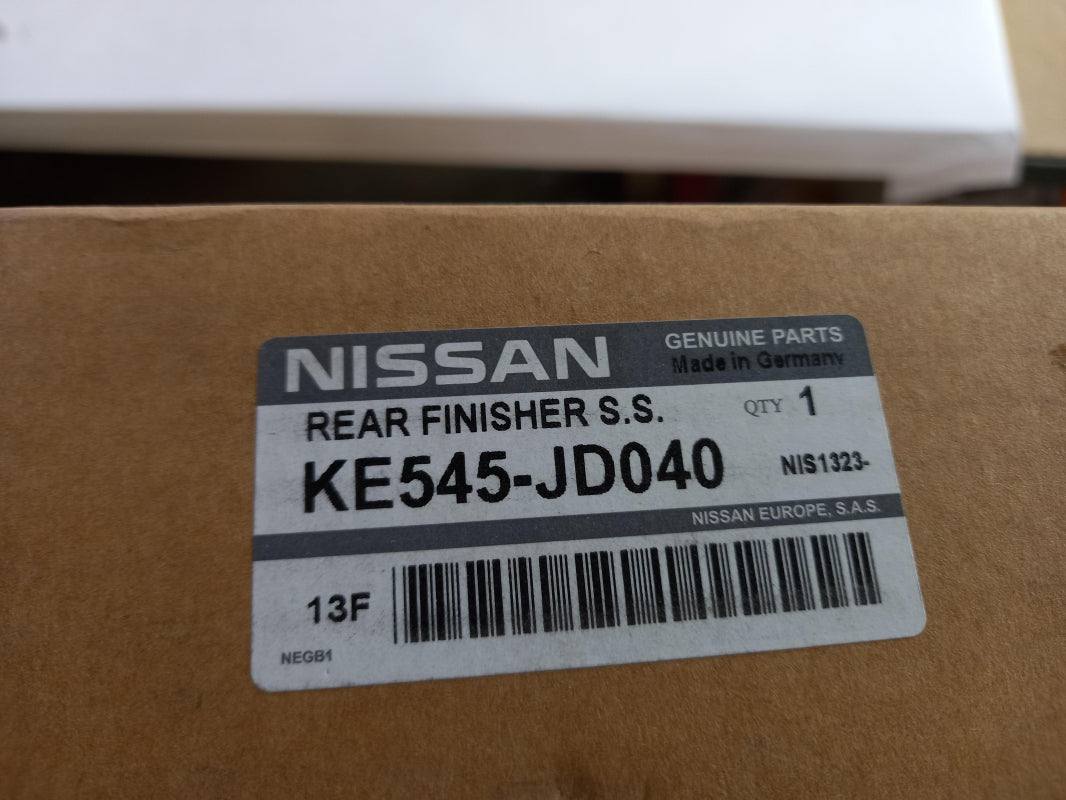 NISSAN
GENUINE PARTS
Made in Germany
REAR FINISHER S.S.
QTY 1
KE545-JD040
NIS1323-
NISSAN EUROPE, S.A.S.
13F
NEGB1